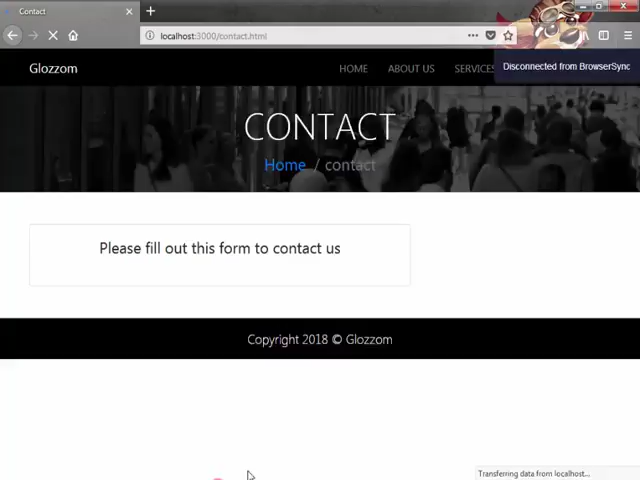 Contact
localhost:3000/contact.html
Disconnected from BrowserSync
Glozzom
HOME
ABOUT US
SERVICES
CONTACT
Home / contact
Please fill out this form to contact us
Copyright 2018 © Glozzom
Transferring data from localhost...